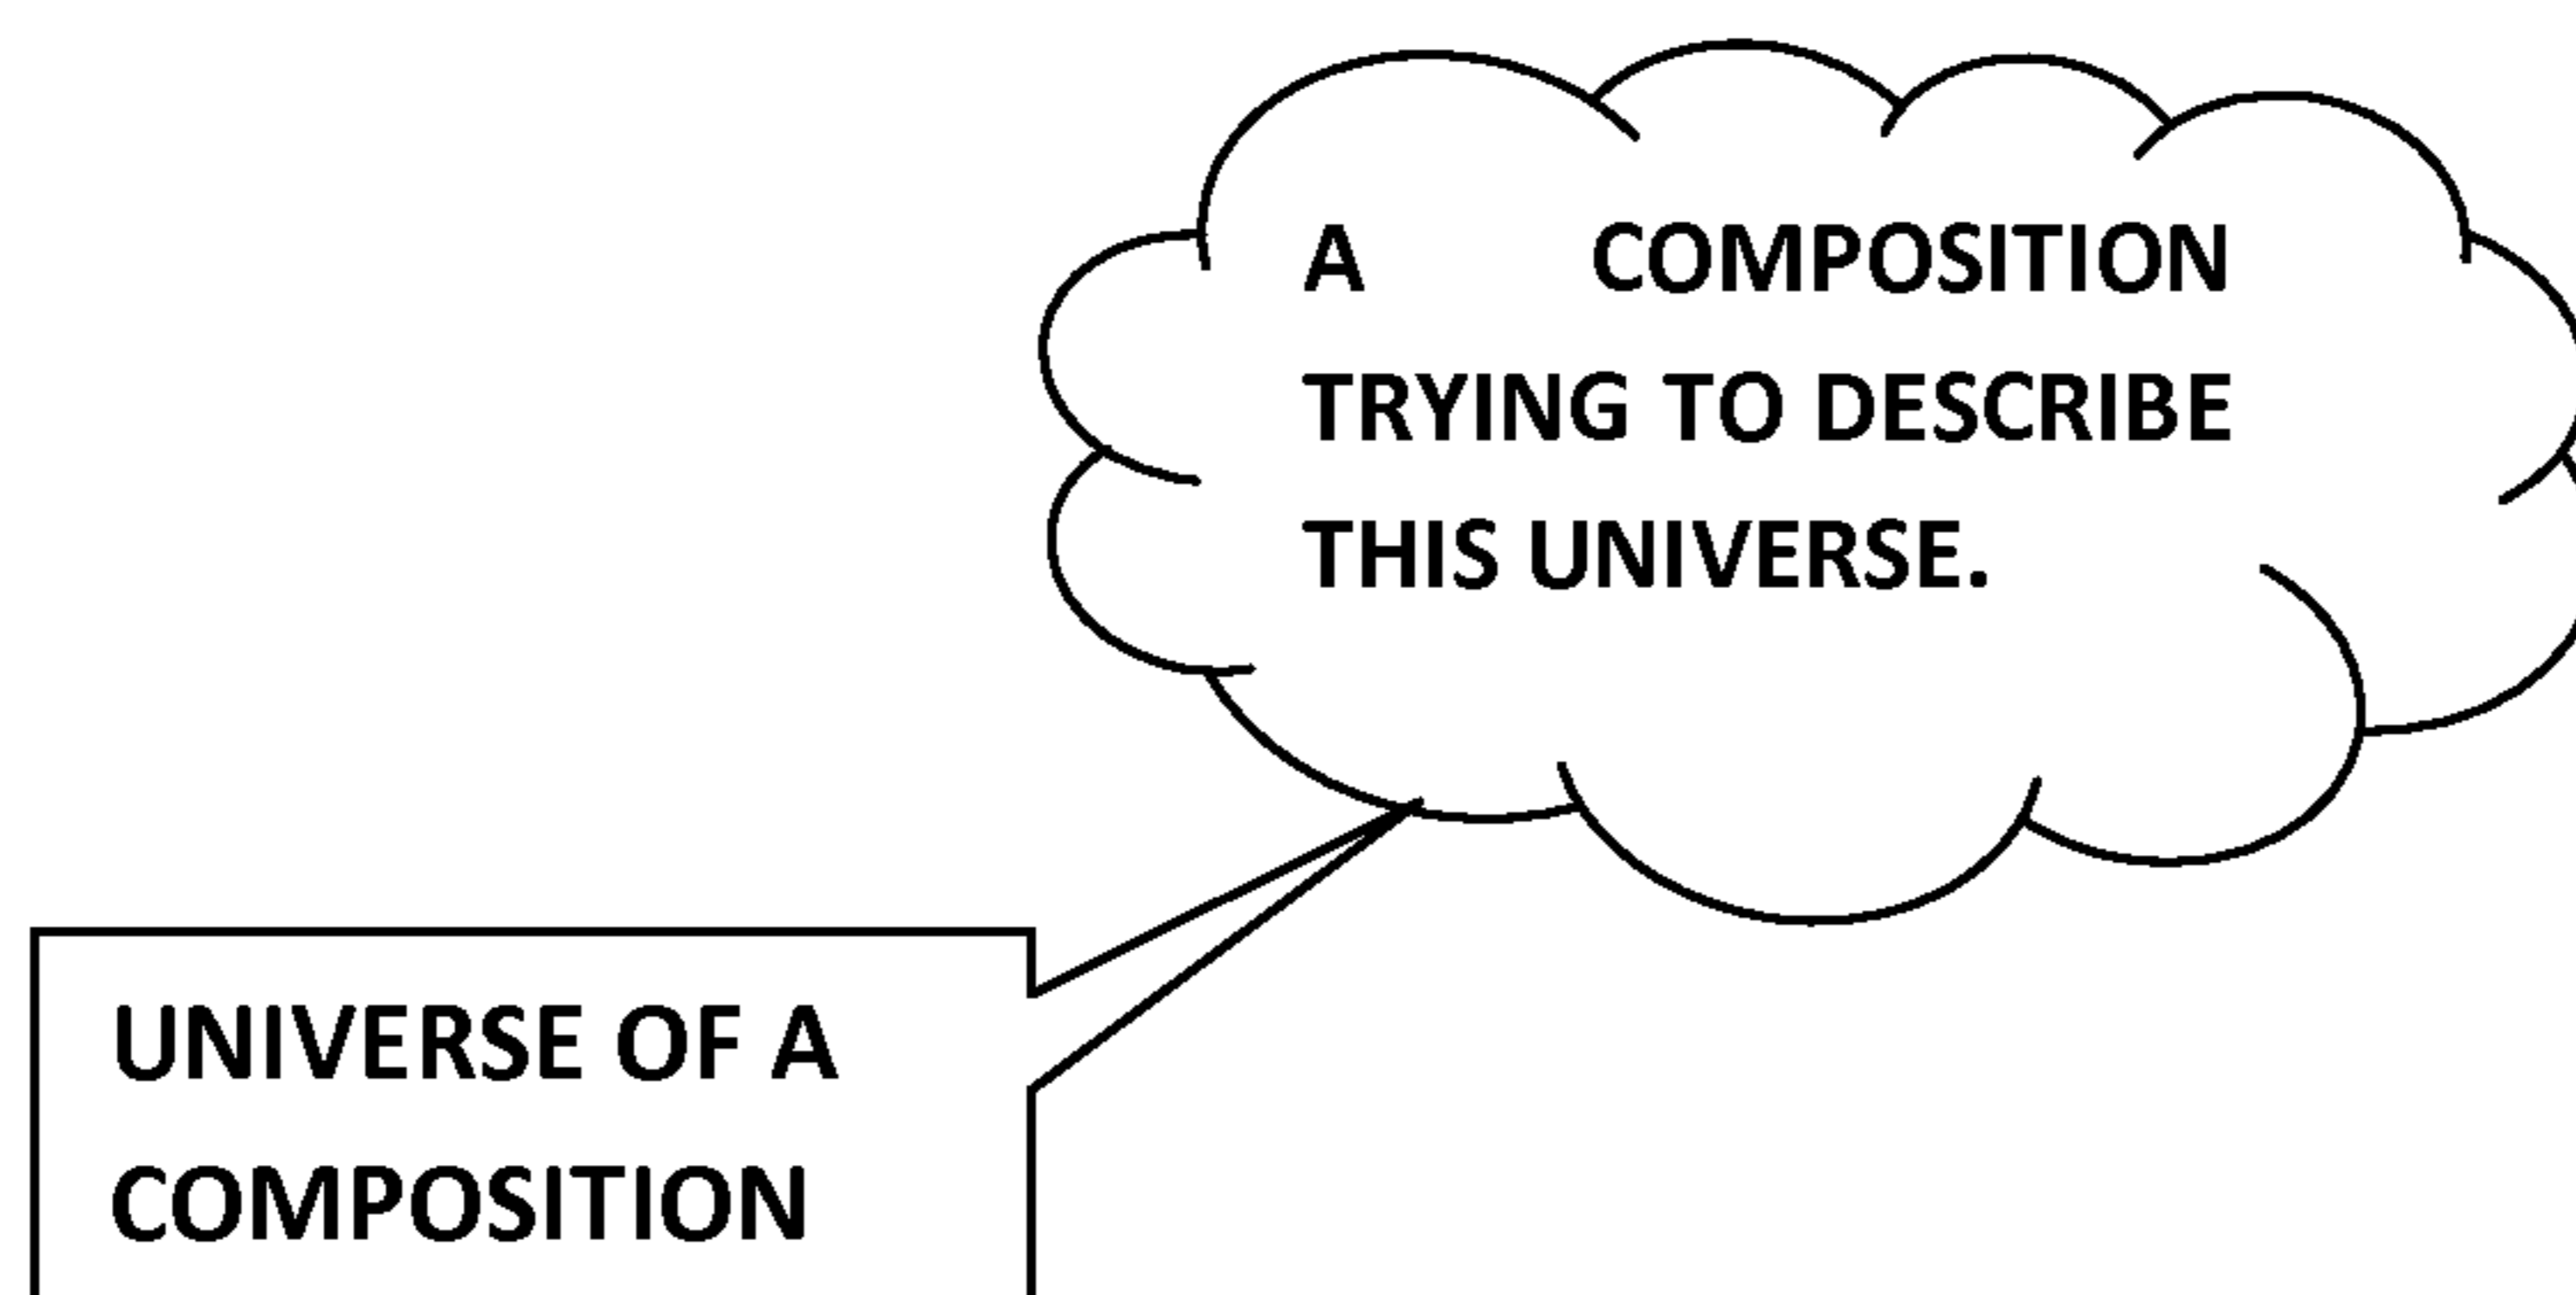 A COMPOSITION
TRYING TO DESCRIBE
THIS UNIVERSE.
UNIVERSE OF A
COMPOSITION